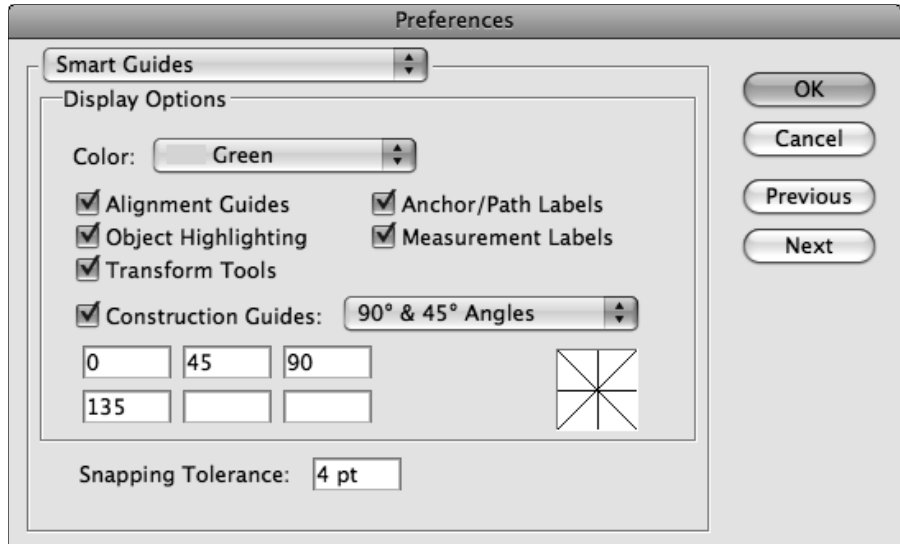 Preferences
Smart Guides
Display Options
Color: Green
Alignment Guides
Anchor/Path Labels
Object Highlighting
Measurement Labels
Transform Tools
Construction Guides: 90° & 45° Angles
0 45 90
135
Snapping Tolerance: 4 pt
OK
Cancel
Previous
Next